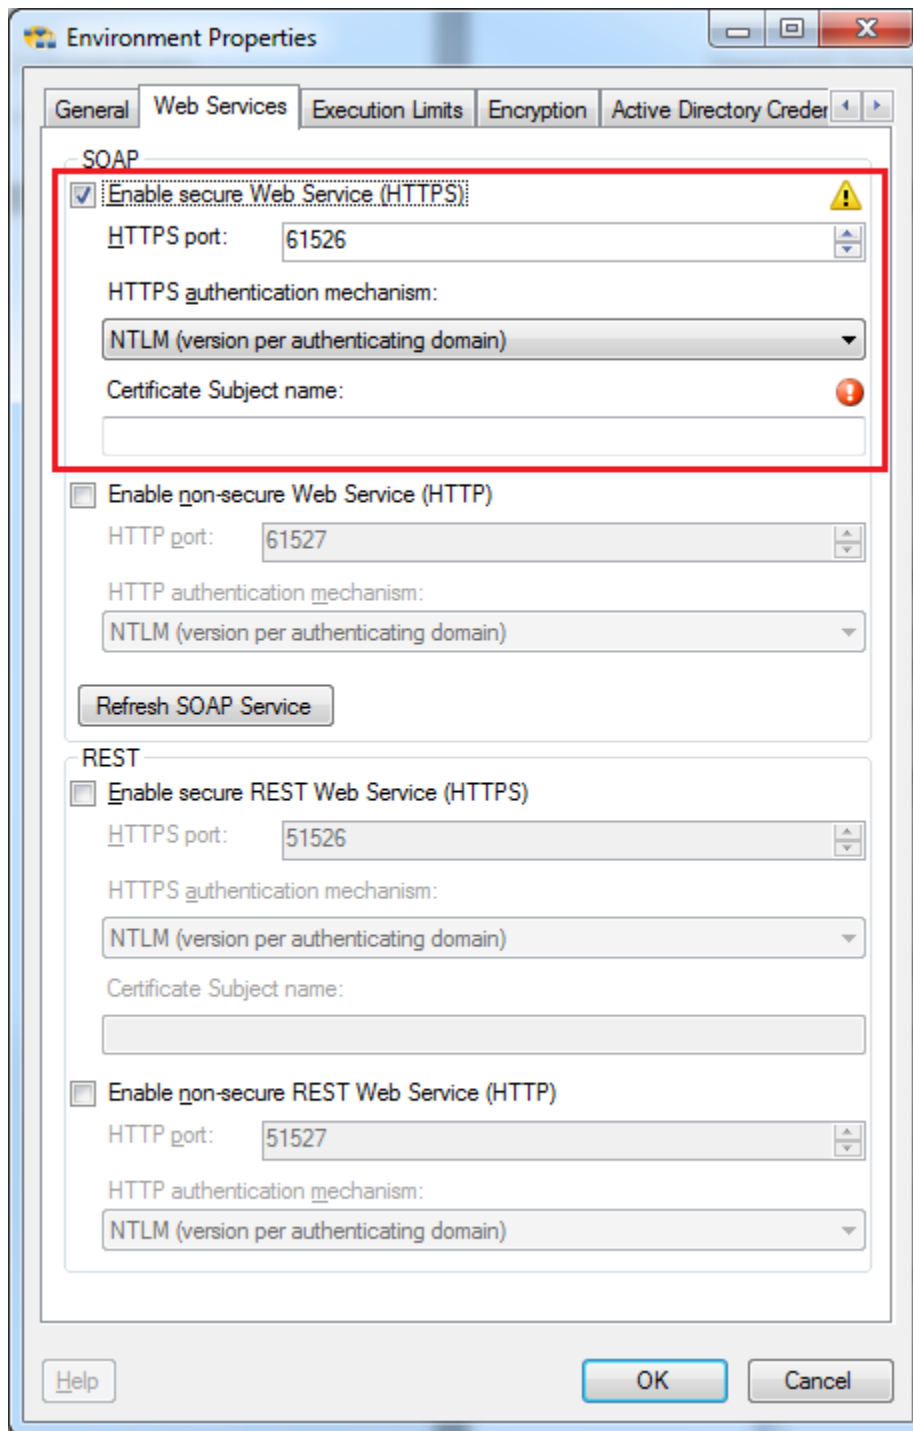 Environment Properties
General Web Services Execution Limits Encryption Active Directory Creder
SOAP
Enable secure Web Service (HTTPS)
HTTPS port: 61526
HTTPS authentication mechanism:
NTLM (version per authenticating domain)
Certificate Subject name:
Enable non-secure Web Service (HTTP)
HTTP port: 61527
HTTP authentication mechanism:
NTLM (version per authenticating domain)
Refresh SOAP Service
REST
Enable secure REST Web Service (HTTPS)
HTTPS port: 51526
HTTPS authentication mechanism:
NTLM (version per authenticating domain)
Certificate Subject name:
Enable non-secure REST Web Service (HTTP)
HTTP port: 51527
HTTP authentication mechanism:
NTLM (version per authenticating domain)
Help OK Cancel